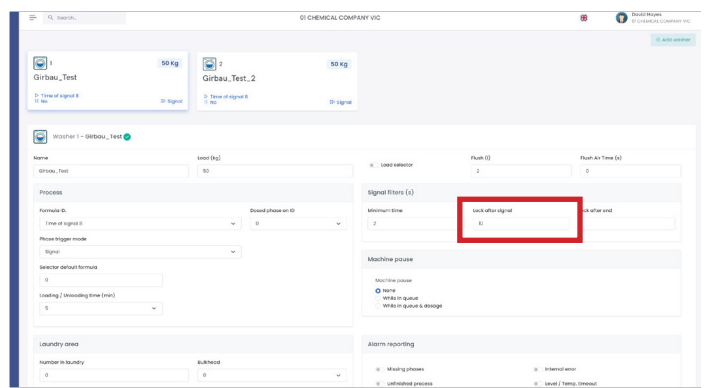 Search...
01 CHEMICAL COMPANY VIC
David Hayes
01 CHEMICAL COMPANY VIC
Add washer
1
50 Kg
Girbau_Test
Time of signal 8
No
Signal
2
50 Kg
Girbau_Test_2
Time of signal 8
No
Signal
Washer 1 - Girbau_Test
Name
Load (kg)
Load selector
Flush (l)
Flush Air Time (s)
Girbau_Test
50
2
0
Process
Signal filters (s)
Formula ID.
Dosed phase on ID
Minimum time
Lock after signal
ock after end
Time of signal 8
0
2
10
Phase trigger mode
Signal
Machine pause
Selector default formula
0
Machine pause
None
While in queue
While in queue & dosage
Loading / Unloading time (min)
5
Laundry area
Alarm reporting
Number in laundry
Bulkhead
0
0
Missing phases
Internal error
Unfinished process
Level / Temp. timeout